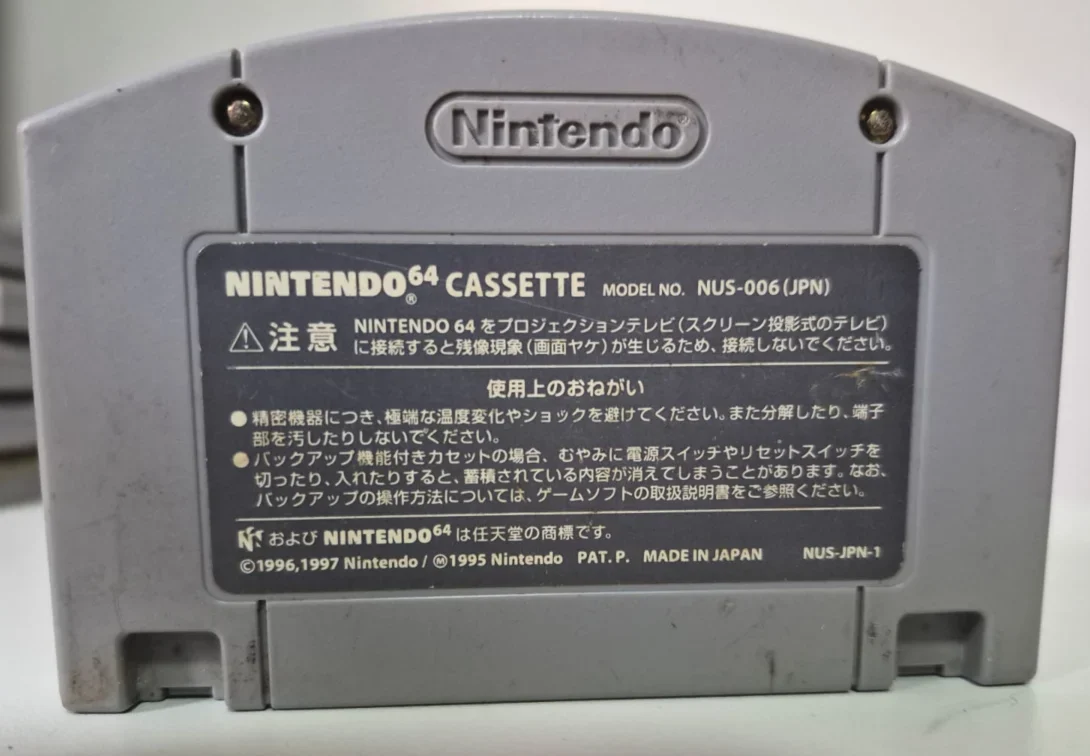 Nintendo®
NINTENDO®64 CASSETTE MODEL NO. NUS-006(JPN)
⚠注意 NINTENDO 64 をプロジェクションテレビ(スクリーン投影式のテレビ)
に接続すると残像現象(画面ヤケ)が生じるため、接続しないでください。
使用上のおねがい
●精密機器につき、極端な温度変化やショックを避けてください。また分解したり、端子
部を汚したりしないでください。
●バックアップ機能付きカセットの場合、むやみに電源スイッチやリセットスイッチを
切ったり、入れたりすると、蓄積されている内容が消えてしまうことがあります。なお、
バックアップの操作方法については、ゲームソフトの取扱説明書をご参照ください。
および NINTENDO64 は任天堂の商標です。
©1996,1997 Nintendo / Ⓜ1995 Nintendo PAT. P. MADE IN JAPAN NUS-JPN-1